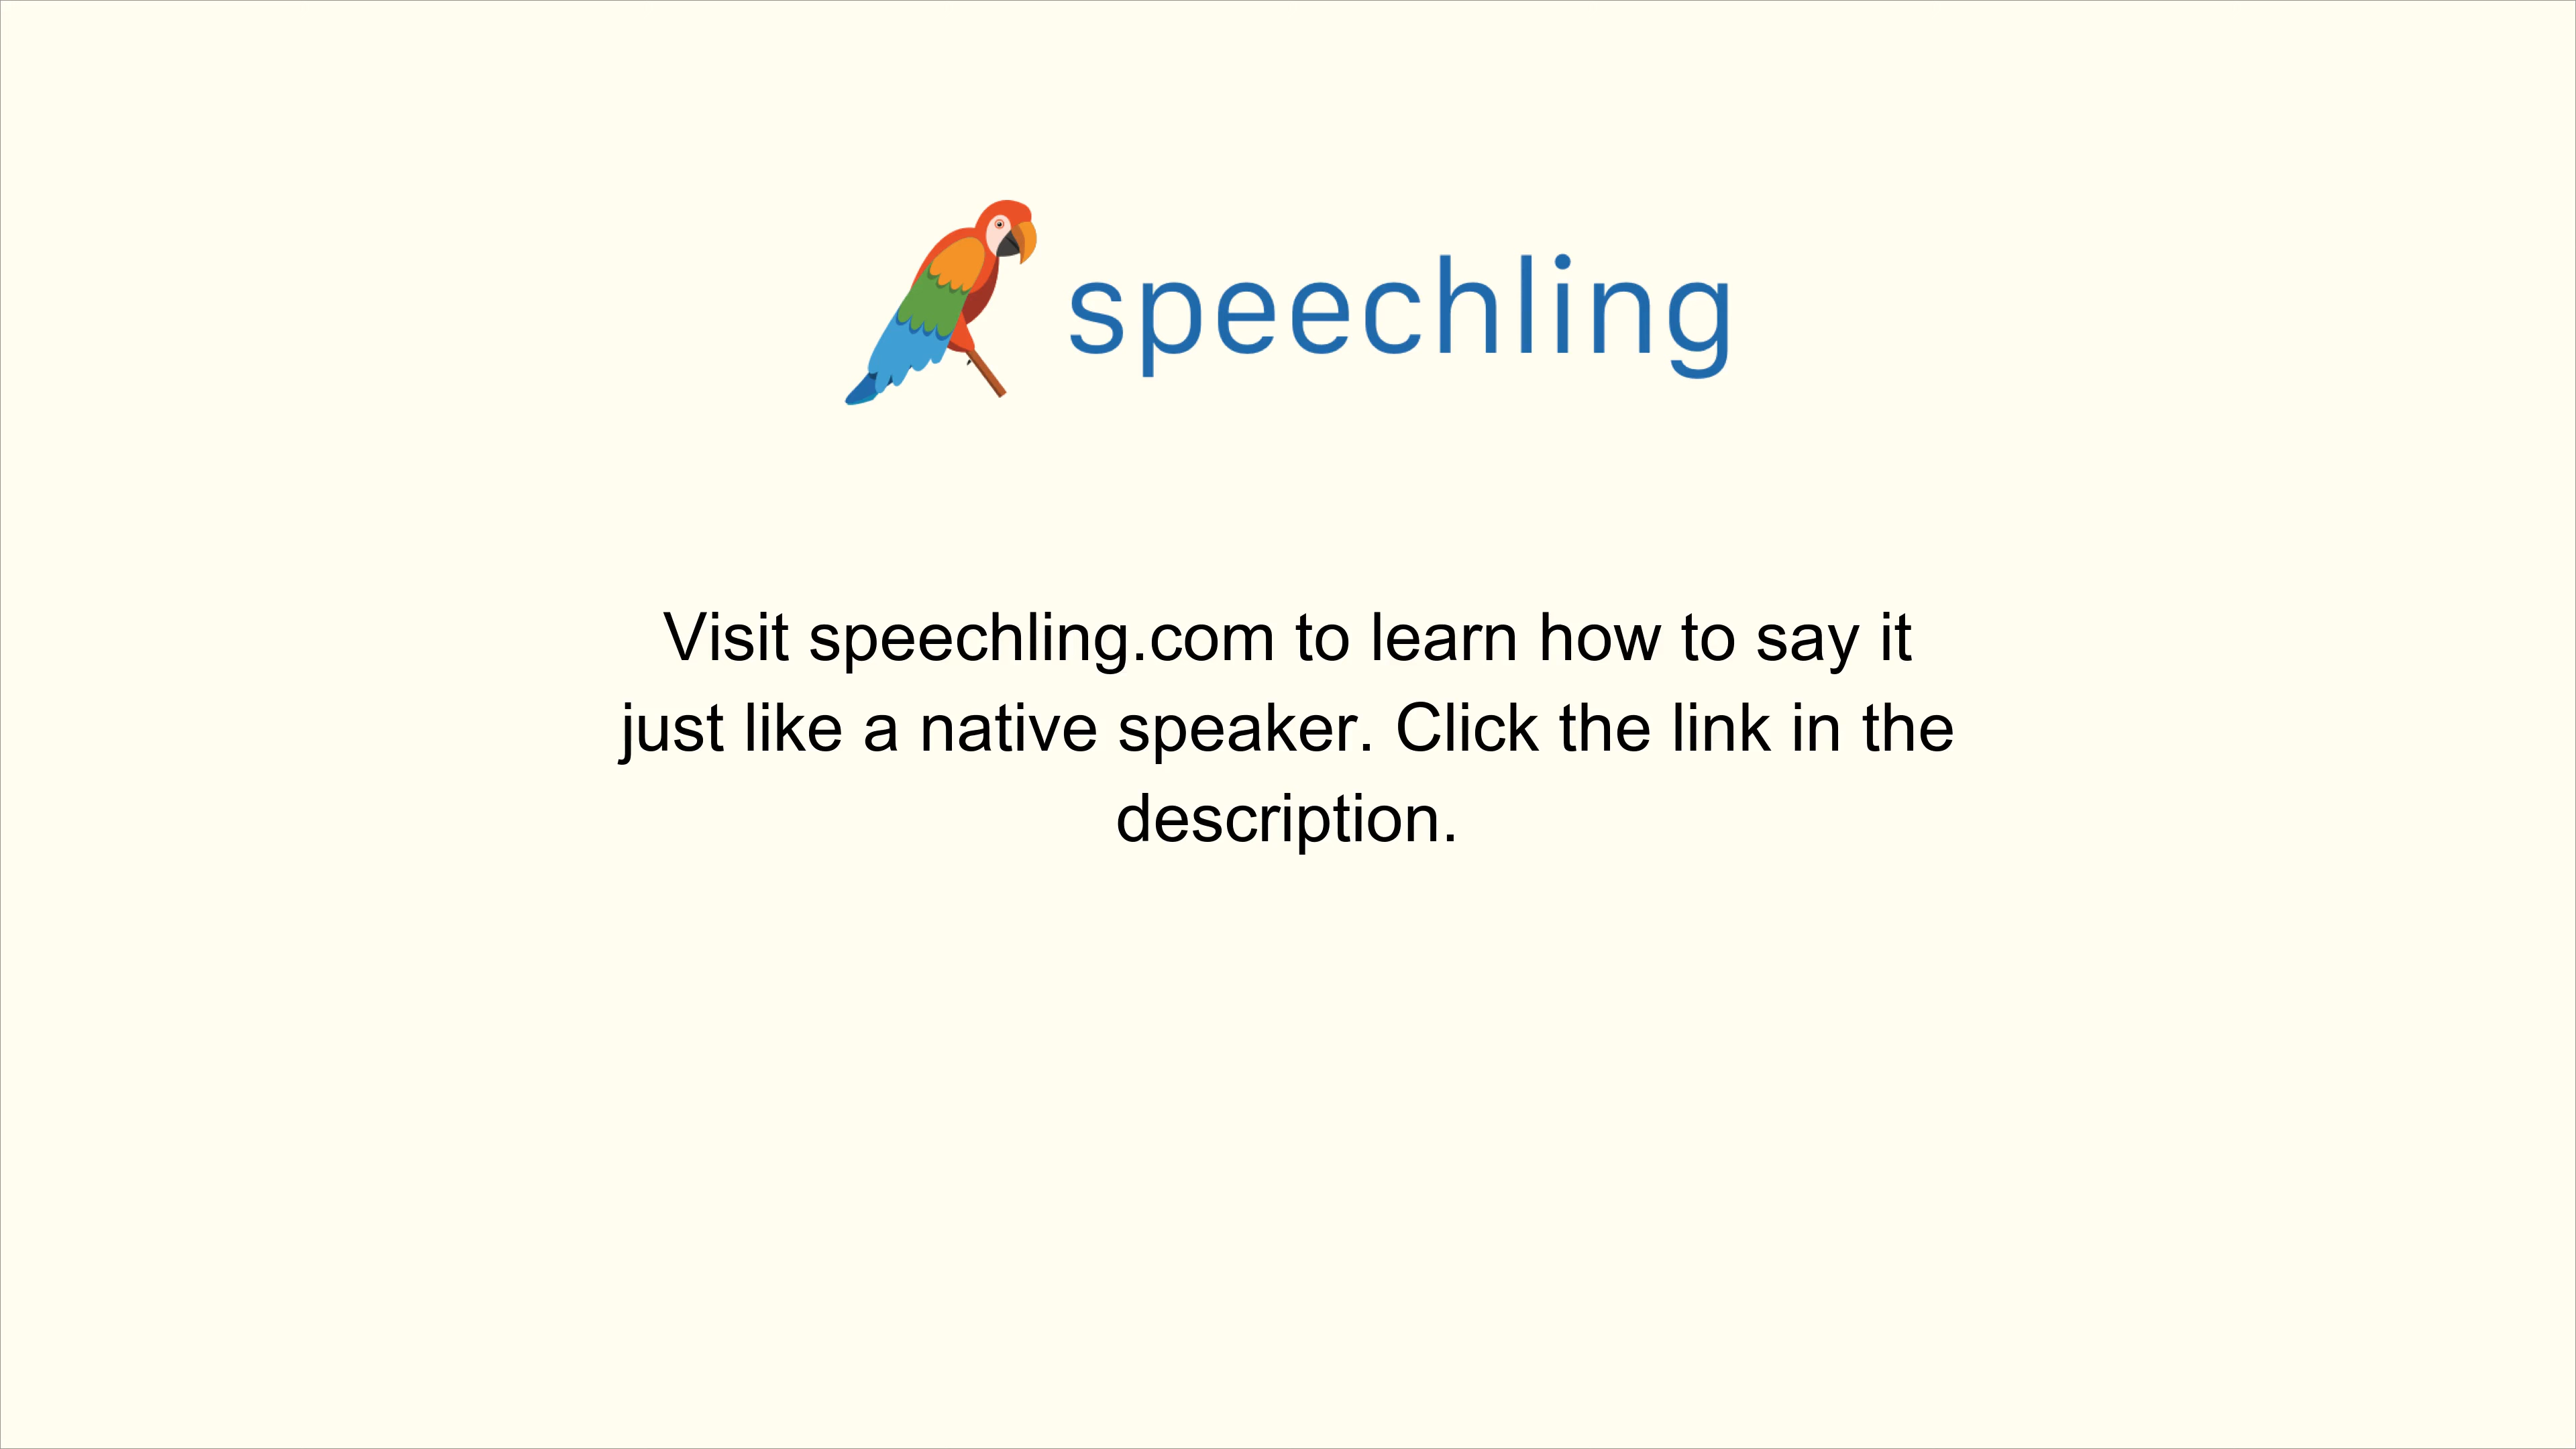 speechling
Visit speechling.com to learn how to say it
just like a native speaker. Click the link in the
description.